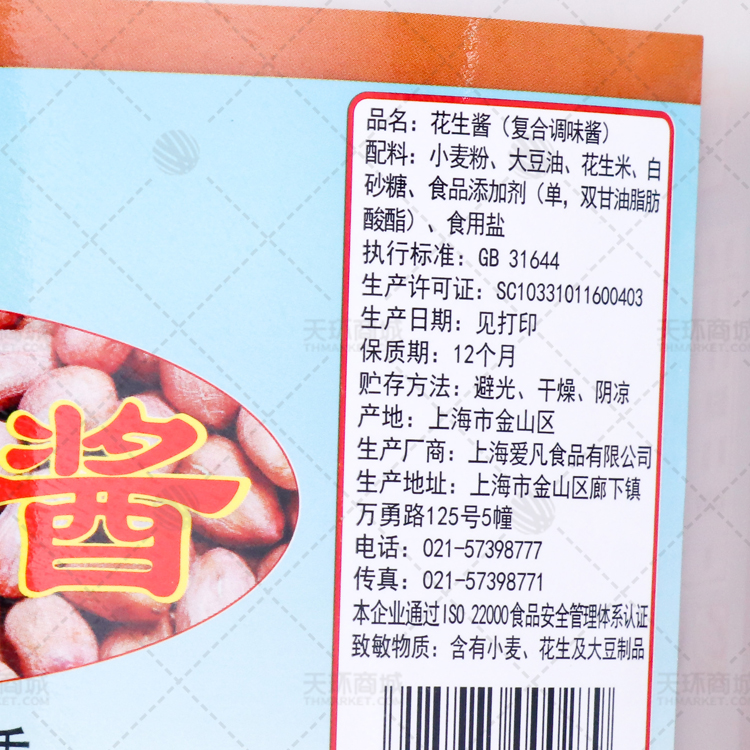 品名：花生酱（复合调味酱）
配料：小麦粉、大豆油、花生米、白
砂糖、食品添加剂（单，双甘油脂肪
酸酯）、食用盐
执行标准：GB 31644
生产许可证：SC10331011600403
生产日期：见打印
保质期：12个月
贮存方法：避光、干燥、阴凉
产地：上海市金山区
生产厂商：上海爱凡食品有限公司
生产地址：上海市金山区廊下镇
万勇路125号5幢
电话：021-57398777
传真：021-57398771
本企业通过ISO 22000食品安全管理体系认证
致敏物质：含有小麦、花生及大豆制品
酱
天环商城
THMARKET.COM